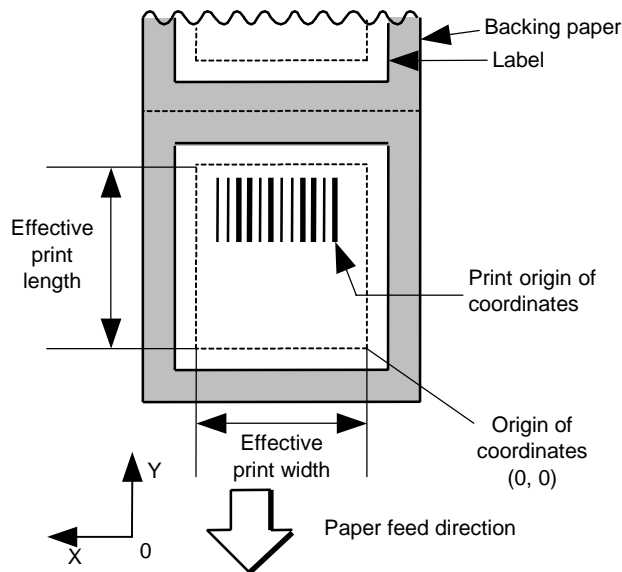 Backing paper
Label
Effective
print
length
Print origin of
coordinates
Effective
print width
Origin of
coordinates
(0, 0)
Y
X
0
Paper feed direction